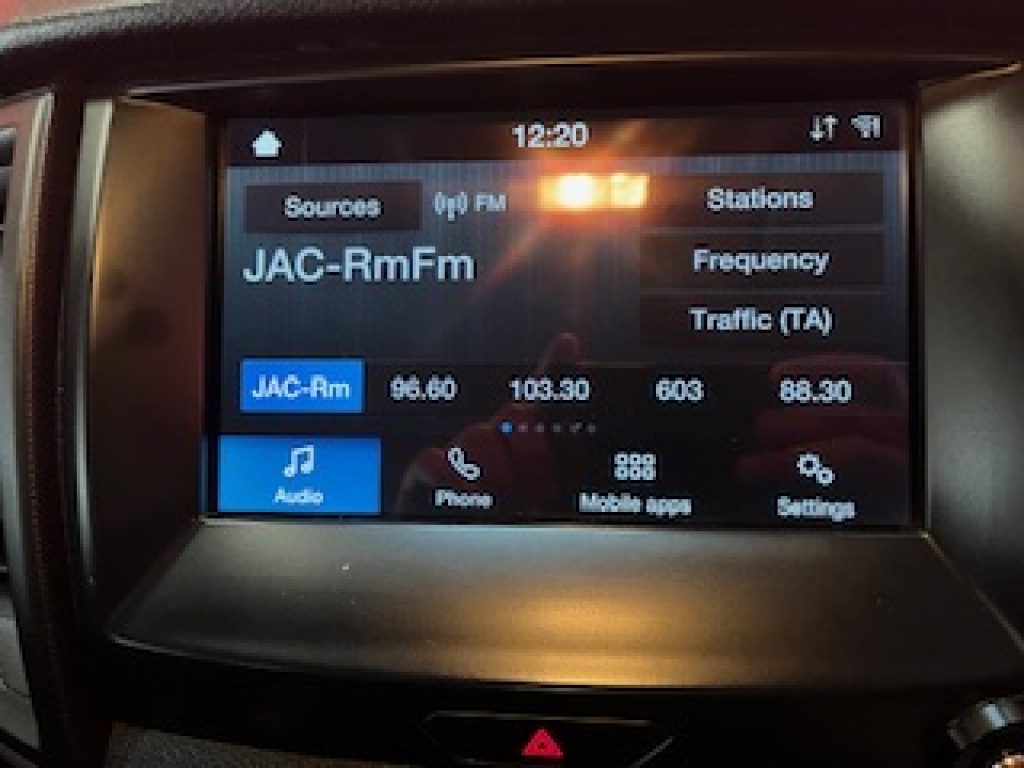 12:20
Sources FM Stations
JAC-RmFm Frequency
Traffic (TA)
JAC-Rm 96.60 103.30 603 88.30
Audio Phone Mobile apps Settings